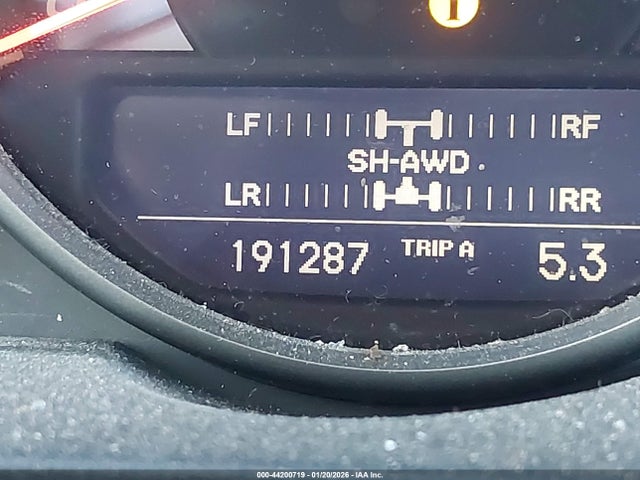 LF RF
SH-AWD
LR RR
191287 TRIP A 5.3
000-44200719 - 01/20/2026 - IAA Inc.